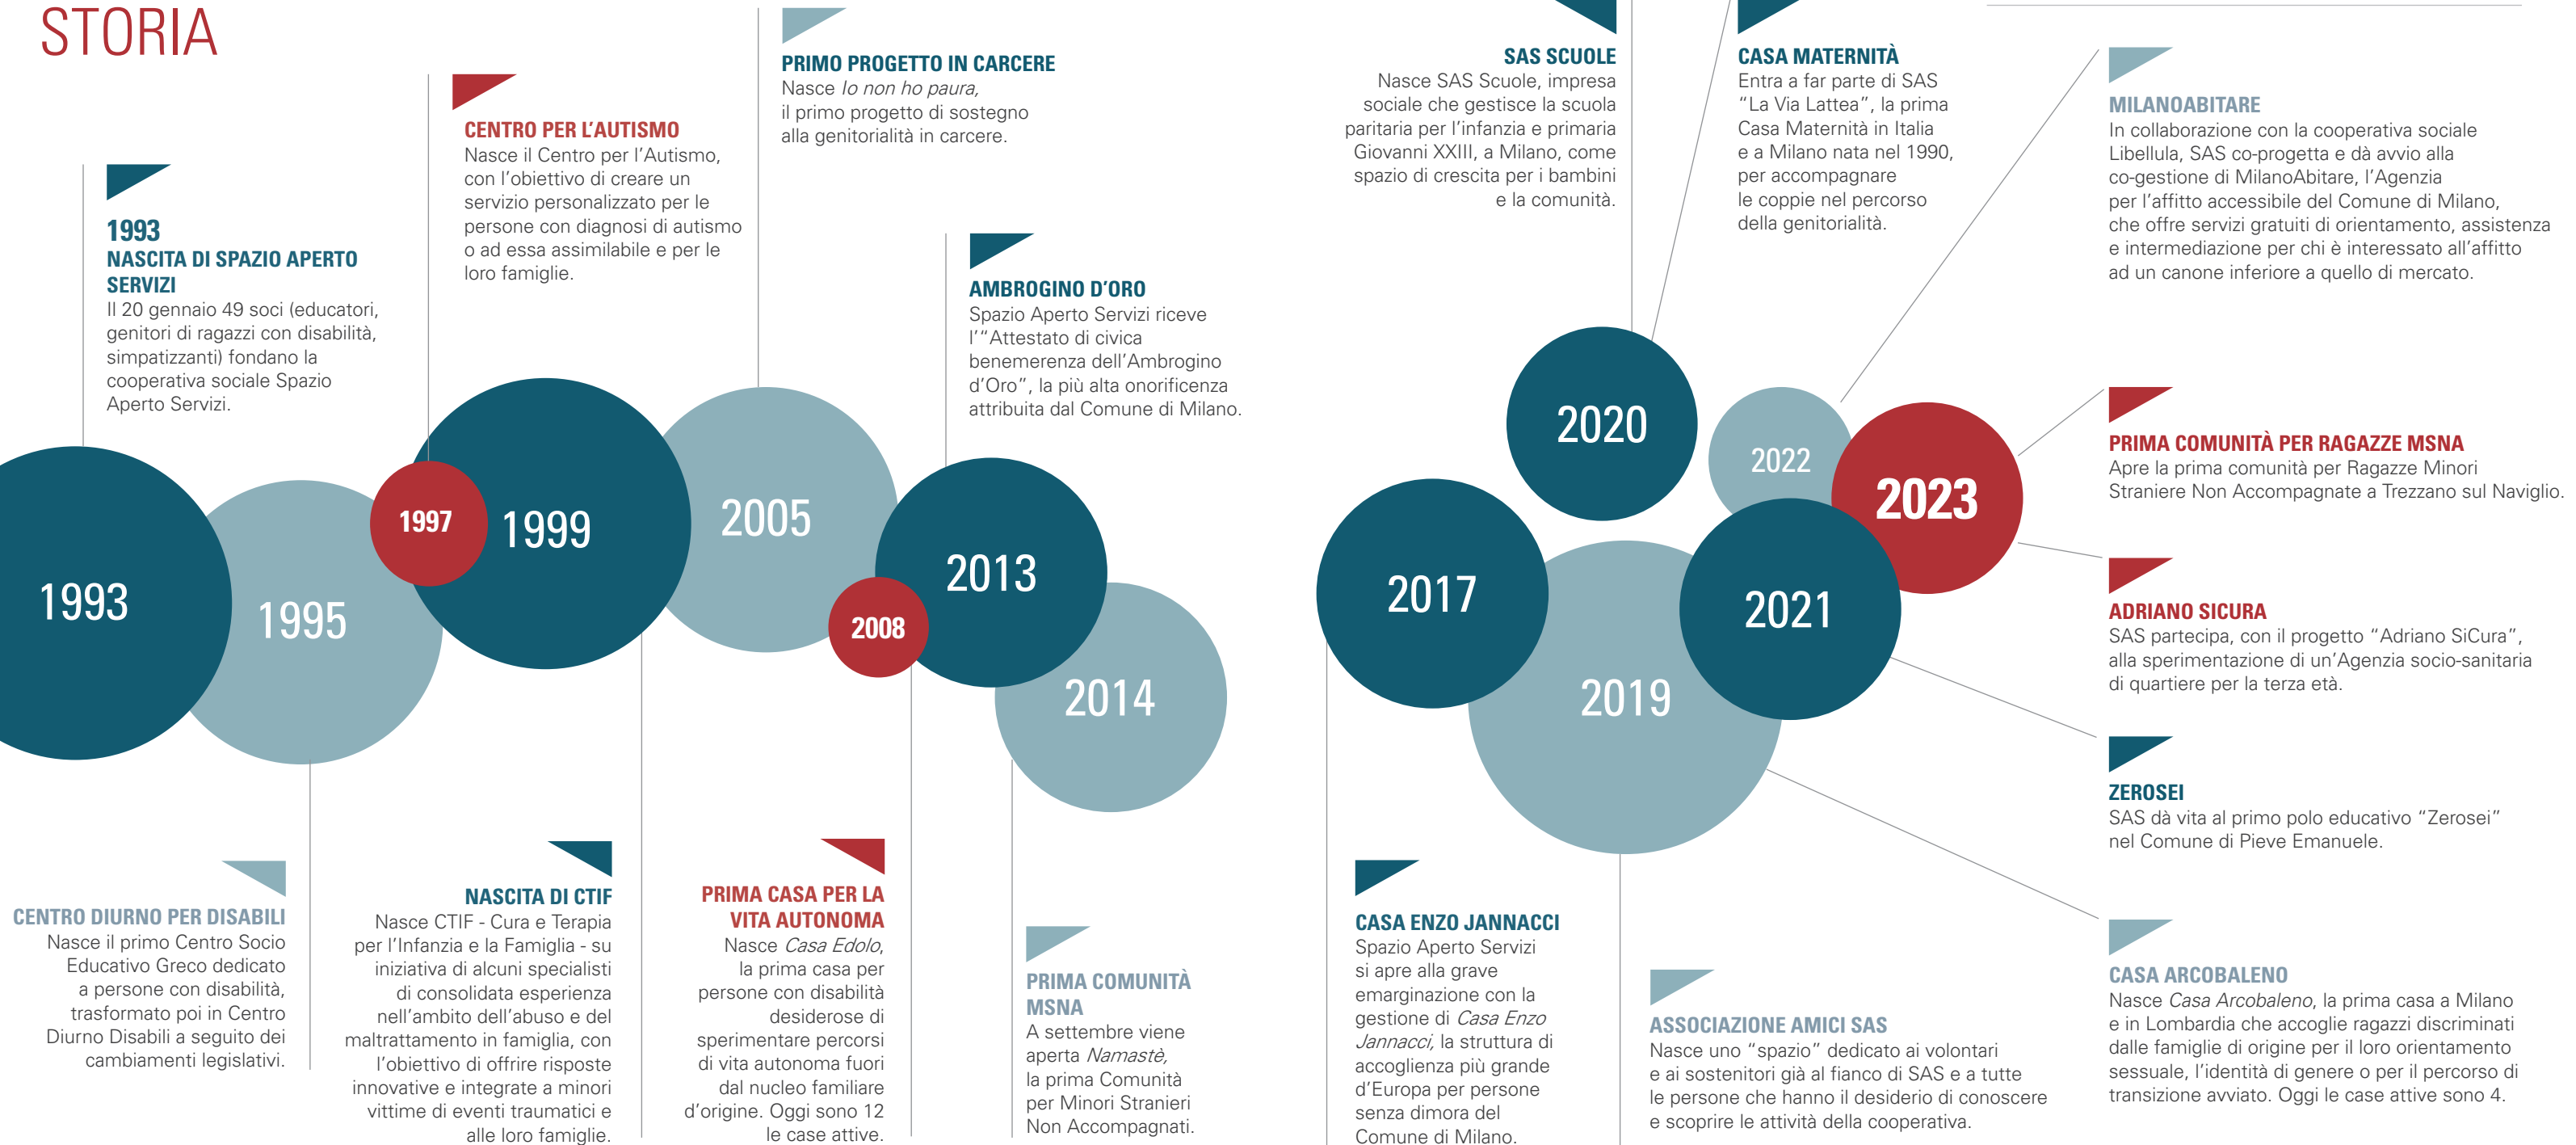 STORIA
1993
NASCITA DI SPAZIO APERTO
SERVIZI
Il 20 gennaio 49 soci (educatori,
genitori di ragazzi con disabilità,
simpatizzanti) fondano la
cooperativa sociale Spazio
Aperto Servizi.
CENTRO PER L’AUTISMO
Nasce il Centro per l’Autismo,
con l’obiettivo di creare un
servizio personalizzato per le
persone con diagnosi di autismo
o ad essa assimilabile e per le
loro famiglie.
PRIMO PROGETTO IN CARCERE
Nasce Io non ho paura,
il primo progetto di sostegno
alla genitorialità in carcere.
AMBROGINO D’ORO
Spazio Aperto Servizi riceve
l’“Attestato di civica
benemerenza dell’Ambrogino
d’Oro”, la più alta onorificenza
attribuita dal Comune di Milano.
1993
1995
1997
1999
2005
2008
2013
2014
CENTRO DIURNO PER DISABILI
Nasce il primo Centro Socio
Educativo Greco dedicato
a persone con disabilità,
trasformato poi in Centro
Diurno Disabili a seguito dei
cambiamenti legislativi.
NASCITA DI CTIF
Nasce CTIF - Cura e Terapia
per l’Infanzia e la Famiglia - su
iniziativa di alcuni specialisti
di consolidata esperienza
nell’ambito dell’abuso e del
maltrattamento in famiglia, con
l’obiettivo di offrire risposte
innovative e integrate a minori
vittime di eventi traumatici e
alle loro famiglie.
PRIMA CASA PER LA
VITA AUTONOMA
Nasce Casa Edolo,
la prima casa per
persone con disabilità
desiderose di
sperimentare percorsi
di vita autonoma fuori
dal nucleo familiare
d’origine. Oggi sono 12
le case attive.
PRIMA COMUNITÀ
MSNA
A settembre viene
aperta Namastè,
la prima Comunità
per Minori Stranieri
Non Accompagnati.
SAS SCUOLE
Nasce SAS Scuole, impresa
sociale che gestisce la scuola
paritaria per l’infanzia e primaria
Giovanni XXIII, a Milano, come
spazio di crescita per i bambini
e la comunità.
CASA MATERNITÀ
Entra a far parte di SAS
“La Via Lattea”, la prima
Casa Maternità in Italia
e a Milano nata nel 1990,
per accompagnare
le coppie nel percorso
della genitorialità.
MILANOABITARE
In collaborazione con la cooperativa sociale
Libellula, SAS co-progetta e dà avvio alla
co-gestione di MilanoAbitare, l’Agenzia
per l’affitto accessibile del Comune di Milano,
che offre servizi gratuiti di orientamento, assistenza
e intermediazione per chi è interessato all’affitto
ad un canone inferiore a quello di mercato.
2017
2019
2020
2021
2022
2023
PRIMA COMUNITÀ PER RAGAZZE MSNA
Apre la prima comunità per Ragazze Minori
Straniere Non Accompagnate a Trezzano sul Naviglio.
ADRIANO SICURA
SAS partecipa, con il progetto “Adriano SiCura”,
alla sperimentazione di un’Agenzia socio-sanitaria
di quartiere per la terza età.
ZEROSEI
SAS dà vita al primo polo educativo “Zerosei”
nel Comune di Pieve Emanuele.
CASA ENZO JANNACCI
Spazio Aperto Servizi
si apre alla grave
emarginazione con la
gestione di Casa Enzo
Jannacci, la struttura di
accoglienza più grande
d’Europa per persone
senza dimora del
Comune di Milano.
ASSOCIAZIONE AMICI SAS
Nasce uno “spazio” dedicato ai volontari
e ai sostenitori già al fianco di SAS e a tutte
le persone che hanno il desiderio di conoscere
e scoprire le attività della cooperativa.
CASA ARCOBALENO
Nasce Casa Arcobaleno, la prima casa a Milano
e in Lombardia che accoglie ragazzi discriminati
dalle famiglie di origine per il loro orientamento
sessuale, l’identità di genere o per il percorso di
transizione avviato. Oggi le case attive sono 4.